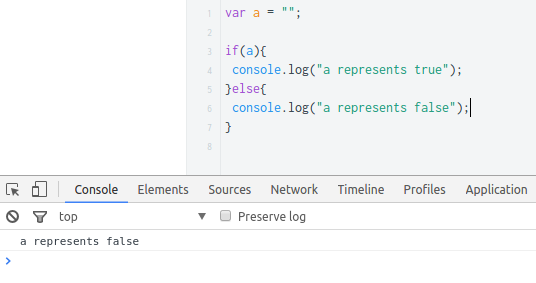 1 var a = "";
2
3 if(a){
4 console.log("a represents true");
5 }else{
6 console.log("a represents false");
7 }
8
Console Elements Sources Network Timeline Profiles Application
top Preserve log
a represents false